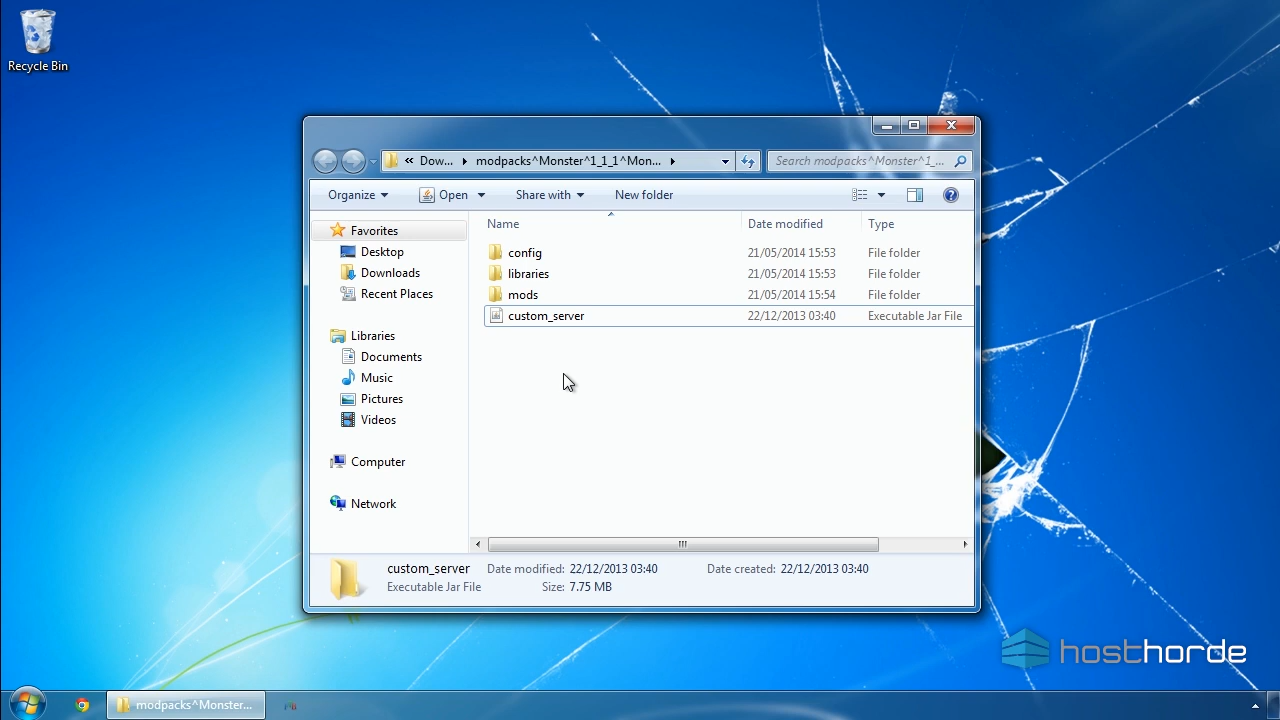 Recycle Bin
« Dow... modpacks^Monster^1_1_1^Mon...
Search modpacks^Monster^1_...
Organize Open Share with New folder
Name Date modified Type
Favorites
Desktop
Downloads
Recent Places
Libraries
Documents
Music
Pictures
Videos
Computer
Network
config 21/05/2014 15:53 File folder
libraries 21/05/2014 15:53 File folder
mods 21/05/2014 15:54 File folder
custom_server 22/12/2013 03:40 Executable Jar File
custom_server Date modified: 22/12/2013 03:40 Date created: 22/12/2013 03:40
Executable Jar File Size: 7.75 MB
hosthorde
modpacks^Monster...